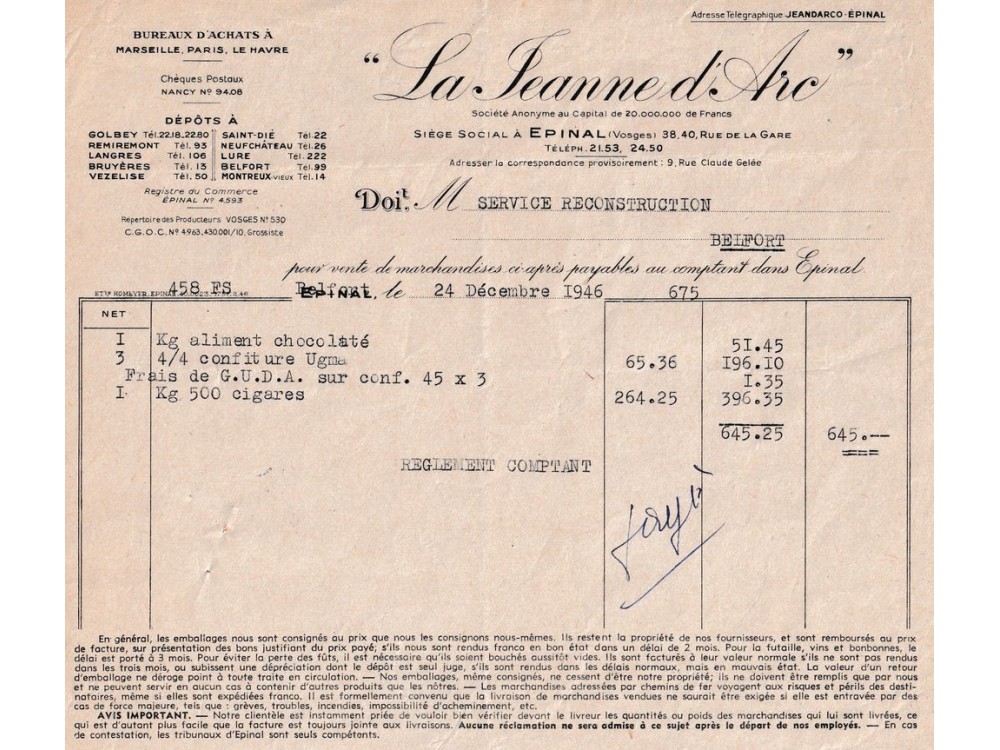 Adresse Télégraphique JEANDARCO-ÉPINAL
BUREAUX D'ACHATS À
MARSEILLE, PARIS, LE HAVRE
Chèques Postaux
NANCY Nº 94.08
DÉPÔTS À
GOLBEY Tél. 22.18.22.80 SAINT-DIÉ Tél. 22
REMIREMONT Tél. 93 NEUFCHÂTEAU Tél. 26
LANGRES Tél. 106 LURE Tél. 222
BRUYÈRES Tél. 13 BELFORT Tél. 99
VEZELISE Tél. 50 MONTREUX-VIEUX Tel. 14
Registre du Commerce
ÉPINAL Nº 4.593
Répertoire des Producteurs VOSGES Nº 530
C.G.O.C. Nº 4.963.430.001/10, Grossiste
“La Jeanne d'Arc”
Société Anonyme au Capital de 20.000.000 de Francs
SIÈGE SOCIAL À EPINAL (Vosges) 38.40, RUE DE LA GARE
TÉLÉPH. 21.53, 24.50
Adresser la correspondance provisoirement : 9, Rue Claude Gelée
Doit, M SERVICE RECONSTRUCTION
BELFORT
pour vente de marchandises ci après payables au comptant dans Epinal
458 FS Belfort EPINAL, le 24 Décembre 1946 675
ETS HOMEYER, EPINAL
NET
I Kg aliment chocolaté 51.45
3 4/4 confiture Ugma 65.36 196.10
Frais de G.U.D.A. sur conf. 45 x 3 1.35
I Kg 500 cigares 264.25 396.35
645.25 645.--
REGLEMENT COMPTANT
payé
En général, les emballages nous sont consignés au prix que nous les consignons nous-mêmes. Ils restent la propriété de nos fournisseurs, et sont remboursés au prix
de facture, sur présentation des bons justifiant du prix payé; s'ils nous sont rendus franco en bon état dans un délai de 2 mois. Pour la futaille, vins et bonbonnes, le
délai est porté à 3 mois. Pour éviter la perte des fûts, il est nécessaire qu'ils soient bouchés aussitôt vides. Ils sont facturés à leur valeur normale s'ils ne sont pas rendus
dans les trois mois, ou subissent une dépréciation dont le dépôt est seul juge, s'ils sont rendus dans les délais normaux, mais en mauvais état. La valeur d'un retour
d'emballage ne déroge point à toute traite en circulation. — Nos emballages, même consignés, ne cessent d'être notre propriété; ils ne doivent être remplis que par nous
et ne peuvent servir en aucun cas à contenir d'autres produits que les nôtres. — Les marchandises adressées par chemins de fer voyagent aux risques et périls des desti-
nataires, même si elles sont expédiées franco. Il est formellement convenu que la livraison de marchandises vendues ne saurait être exigée si elle est entravée par des
cas de force majeure, tels que : grèves, troubles, incendies, impossibilité d'acheminement, etc.
AVIS IMPORTANT. — Notre clientèle est instamment priée de vouloir bien vérifier devant le livreur les quantités ou poids des marchandises qui lui sont livrées, ce
qui est d'autant plus facile que la facture est toujours jointe aux livraisons. Aucune réclamation ne sera admise à ce sujet après le départ de nos employés. — En cas
de contestation, les tribunaux d'Epinal sont seuls compétents.